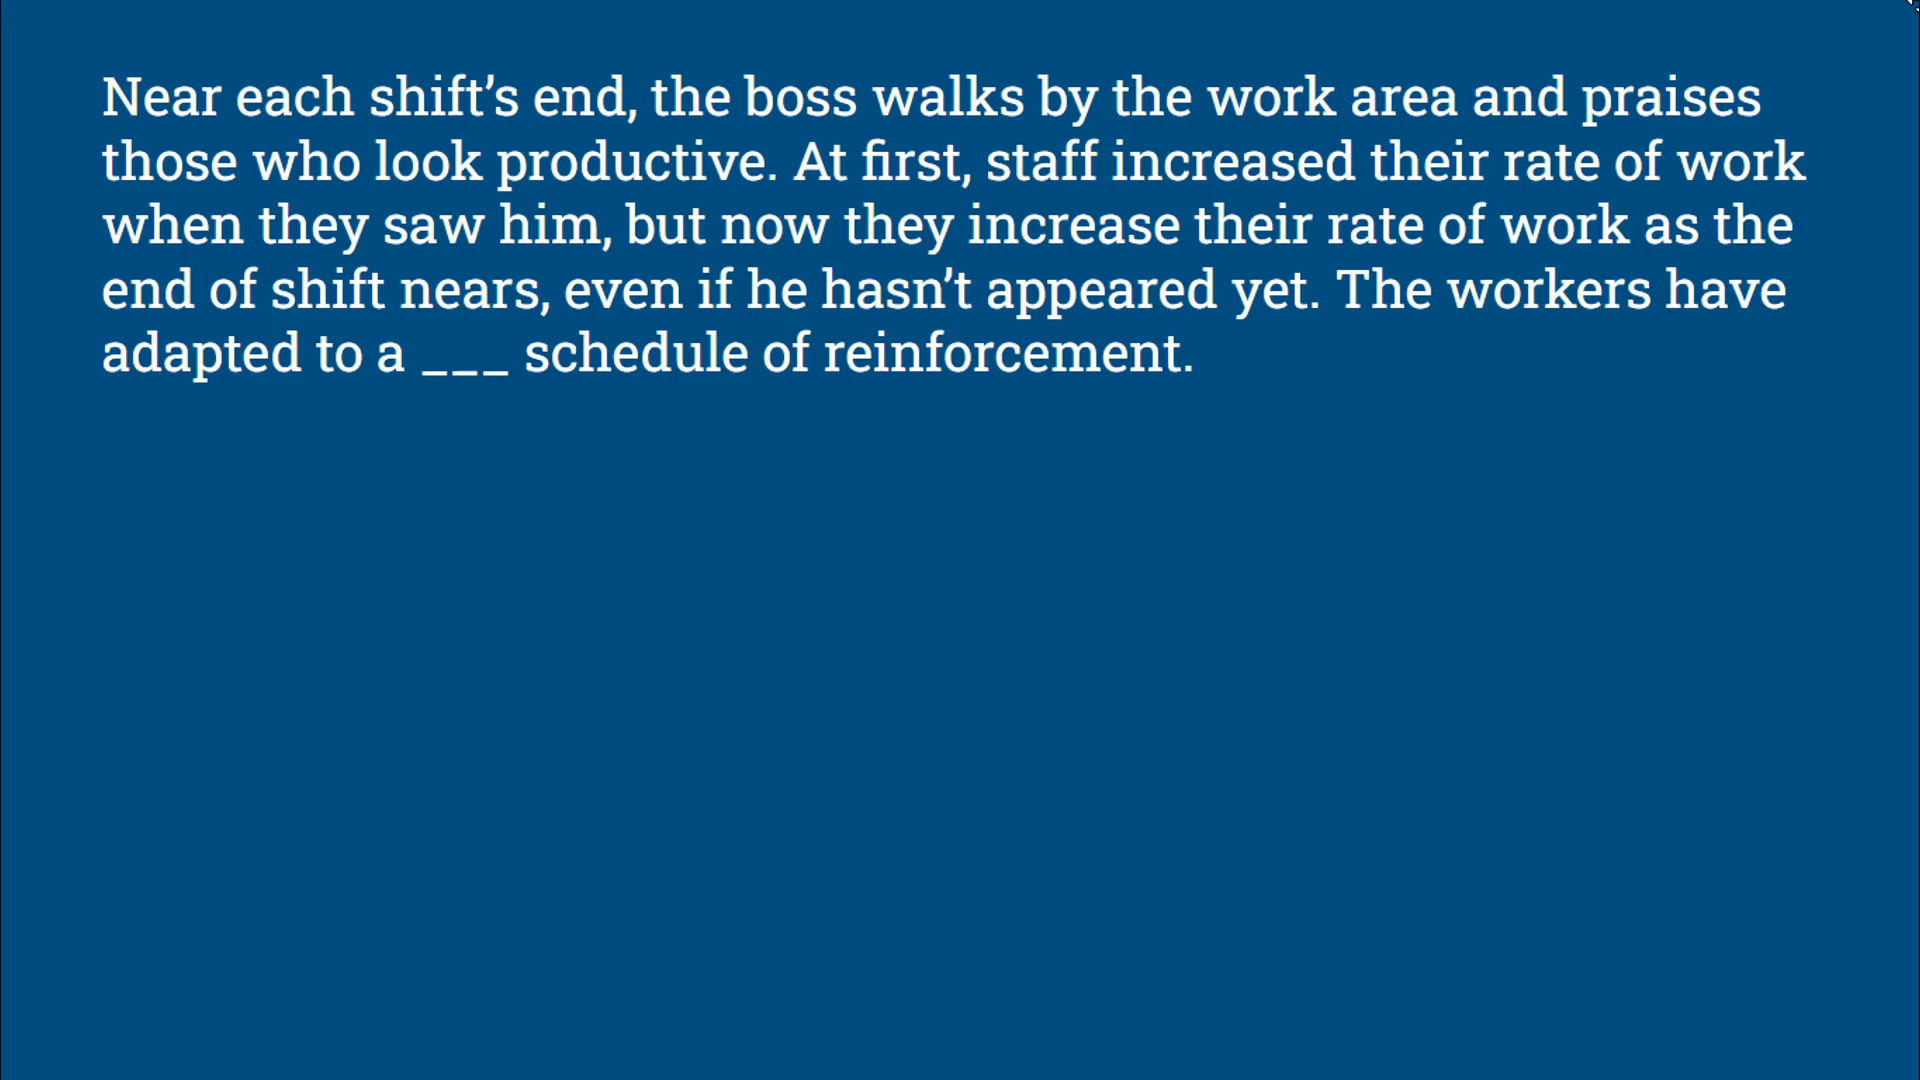 Near each shift’s end, the boss walks by the work area and praises
those who look productive. At first, staff increased their rate of work
when they saw him, but now they increase their rate of work as the
end of shift nears, even if he hasn’t appeared yet. The workers have
adapted to a ___ schedule of reinforcement.